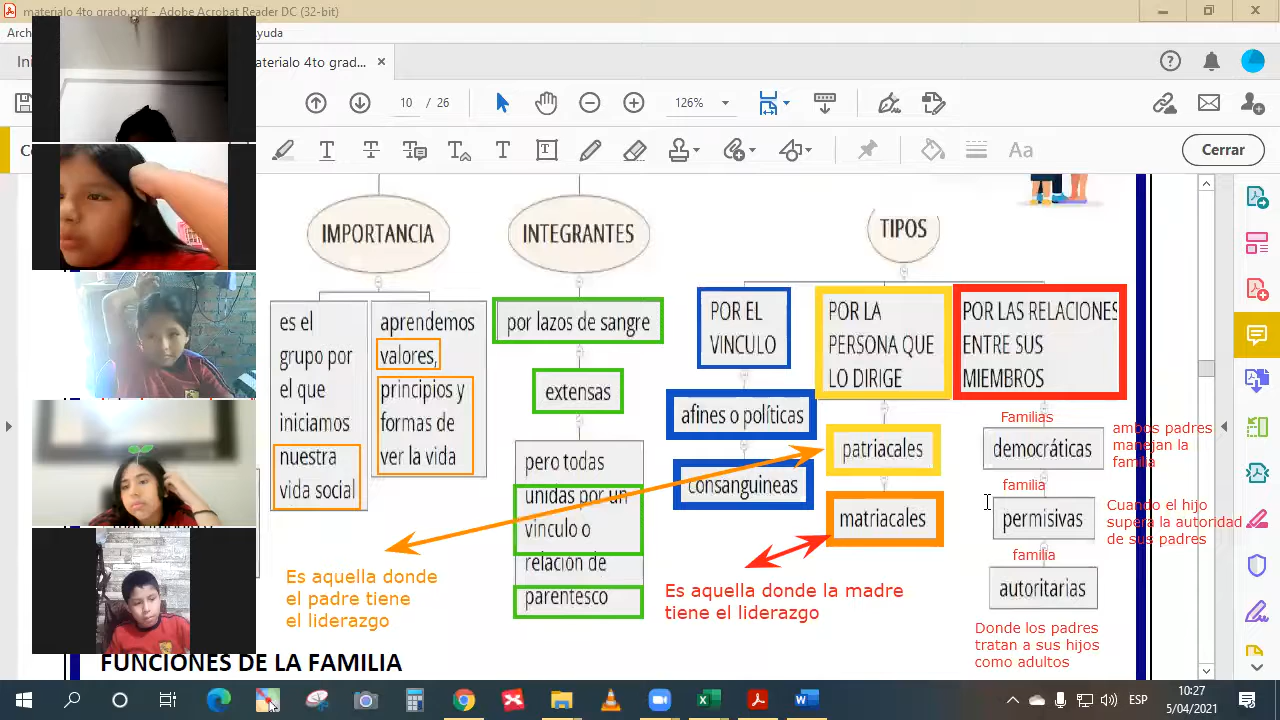 materialo 4to grado.pdf - Adobe Acrobat Reader DC (32-bit)
Arch
yuda
Ini
aterialo 4to grad...
10 / 26
126%
Aa
Cerrar
IMPORTANCIA
INTEGRANTES
TIPOS
es el
grupo por
el que
iniciamos
nuestra
vida social
aprendemos
valores,
principios y
formas de
ver la vida
por lazos de sangre
extensas
pero todas
unidas por un
vinculo o
relación de
parentesco
POR EL
VINCULO
afines o políticas
consanguineas
POR LA
PERSONA QUE
LO DIRIGE
patriacales
matriacales
POR LAS RELACIONES
ENTRE SUS
MIEMBROS
Familias
democráticas
ambos padres
manejan la
familia
familia
permisivas
Cuando el hijo
supera la autoridad
de sus padres
familia
autoritarias
Donde los padres
tratan a sus hijos
como adultos
Es aquella donde
el padre tiene
el liderazgo
Es aquella donde la madre
tiene el liderazgo
FUNCIONES DE LA FAMILIA
ESP
10:27
5/04/2021